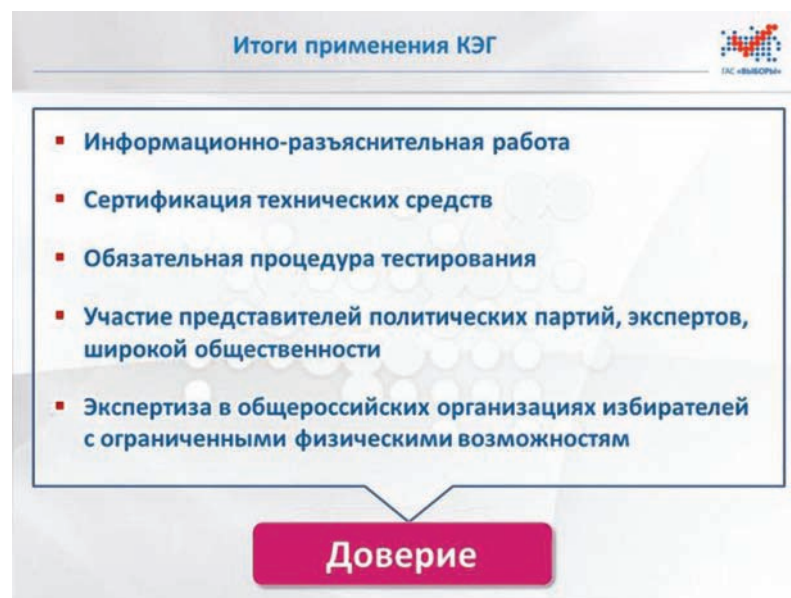 Итоги применения КЭГ
ГАС «ВЫБОРЫ»
Информационно-разъяснительная работа
Сертификация технических средств
Обязательная процедура тестирования
Участие представителей политических партий, экспертов,
широкой общественности
Экспертиза в общероссийских организациях избирателей
с ограниченными физическими возможностям
Доверие